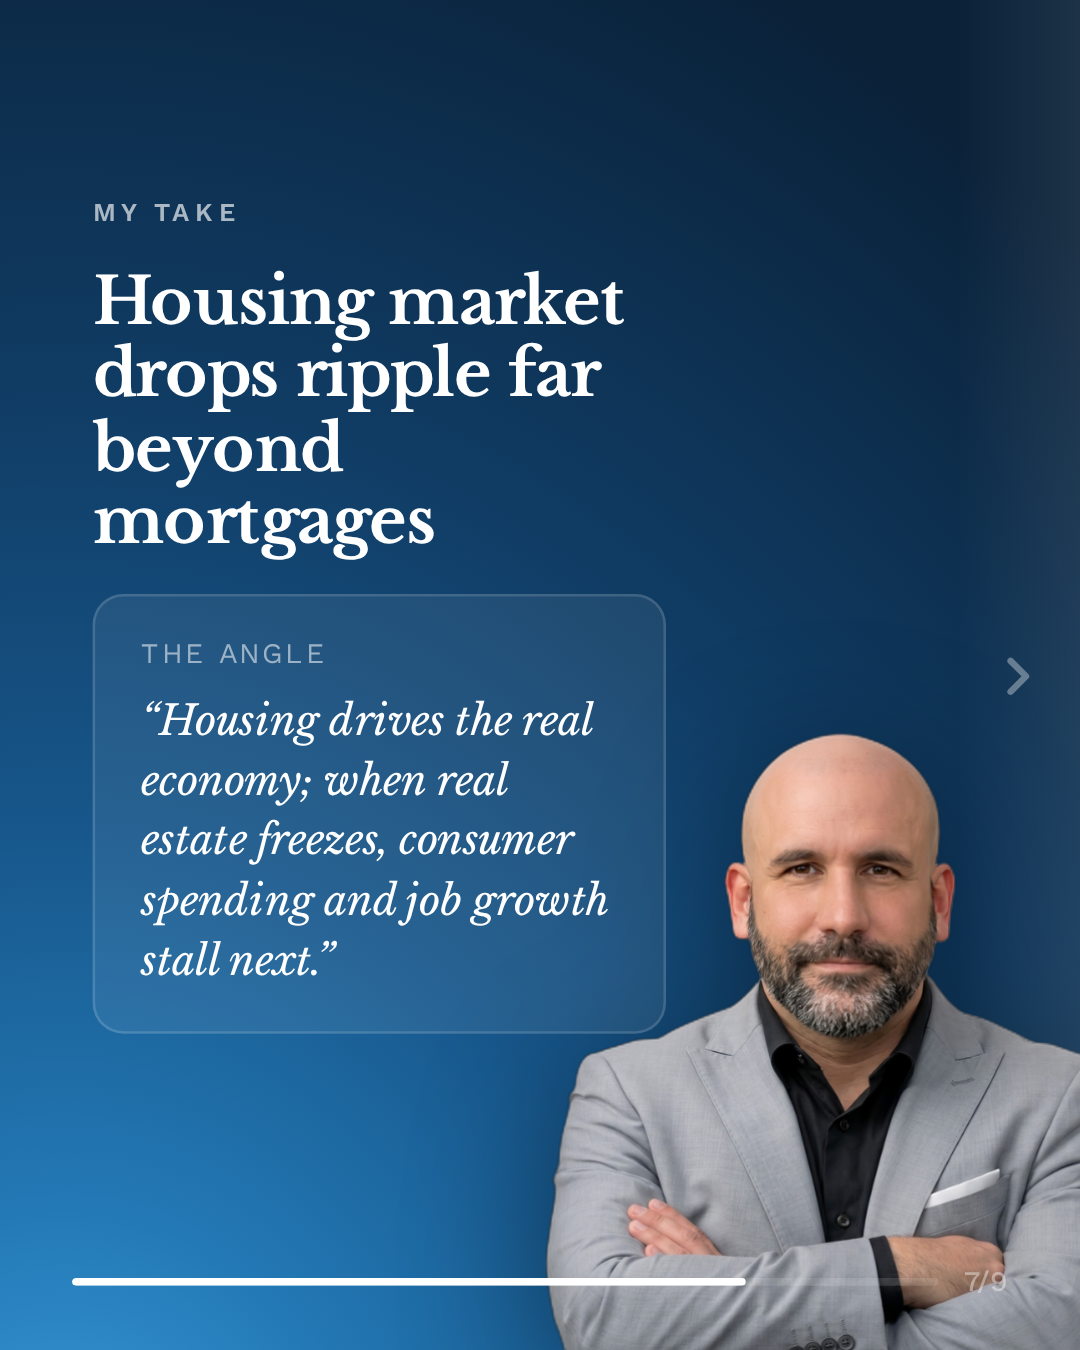 MY TAKE
Housing market
drops ripple far
beyond
mortgages
THE ANGLE
“Housing drives the real
economy; when real
estate freezes, consumer
spending and job growth
stall next.”
7/9